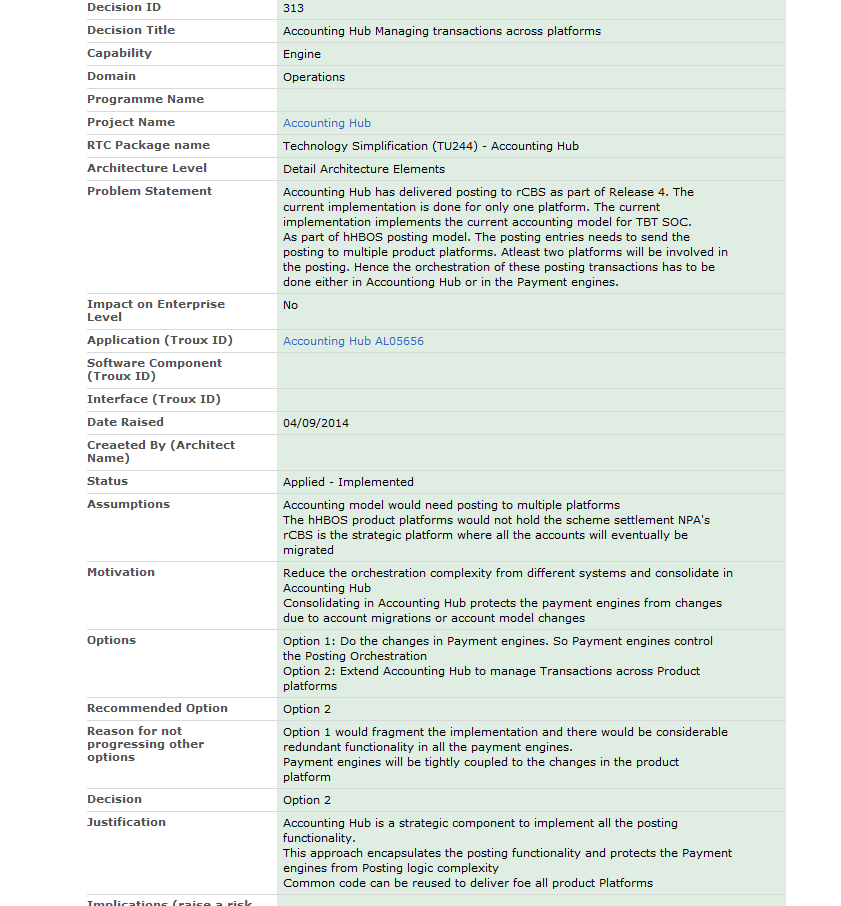 Decision ID 313
Decision Title Accounting Hub Managing transactions across platforms
Capability Engine
Domain Operations
Programme Name
Project Name Accounting Hub
RTC Package name Technology Simplification (TU244) - Accounting Hub
Architecture Level Detail Architecture Elements
Problem Statement Accounting Hub has delivered posting to rCBS as part of Release 4. The
current implementation is done for only one platform. The current
implementation implements the current accounting model for TBT SOC.
As part of hHBOS posting model. The posting entries needs to send the
posting to multiple product platforms. Atleast two platforms will be involved in
the posting. Hence the orchestration of these posting transactions has to be
done either in Accountiong Hub or in the Payment engines.
Impact on Enterprise
Level
No
Application (Troux ID) Accounting Hub AL05656
Software Component
(Troux ID)
Interface (Troux ID)
Date Raised 04/09/2014
Creaeted By (Architect
Name)
Status Applied - Implemented
Assumptions Accounting model would need posting to multiple platforms
The hHBOS product platforms would not hold the scheme settlement NPA's
rCBS is the strategic platform where all the accounts will eventually be
migrated
Motivation Reduce the orchestration complexity from different systems and consolidate in
Accounting Hub
Consolidating in Accounting Hub protects the payment engines from changes
due to account migrations or account model changes
Options Option 1: Do the changes in Payment engines. So Payment engines control
the Posting Orchestration
Option 2: Extend Accounting Hub to manage Transactions across Product
platforms
Recommended Option Option 2
Reason for not
progressing other
options
Option 1 would fragment the implementation and there would be considerable
redundant functionality in all the payment engines.
Payment engines will be tightly coupled to the changes in the product
platform
Decision Option 2
Justification Accounting Hub is a strategic component to implement all the posting
functionality.
This approach encapsulates the posting functionality and protects the Payment
engines from Posting logic complexity
Common code can be reused to deliver foe all product Platforms
Implications (raise a risk